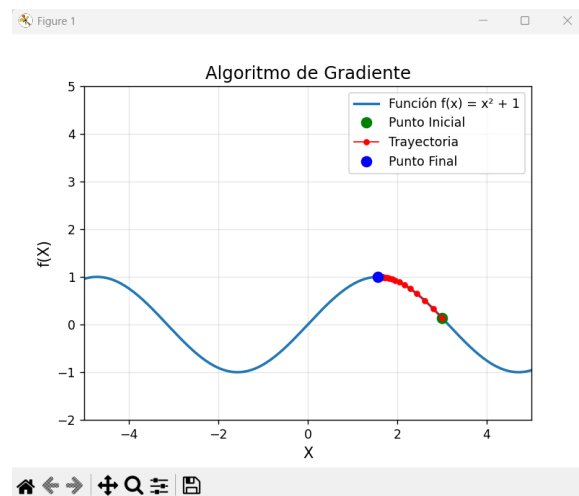 Figure 1
Algoritmo de Gradiente
Función f(x) = x² + 1
Punto Inicial
Trayectoria
Punto Final
5
4
3
2
1
0
−1
−2
f(X)
−4
−2
0
2
4
X